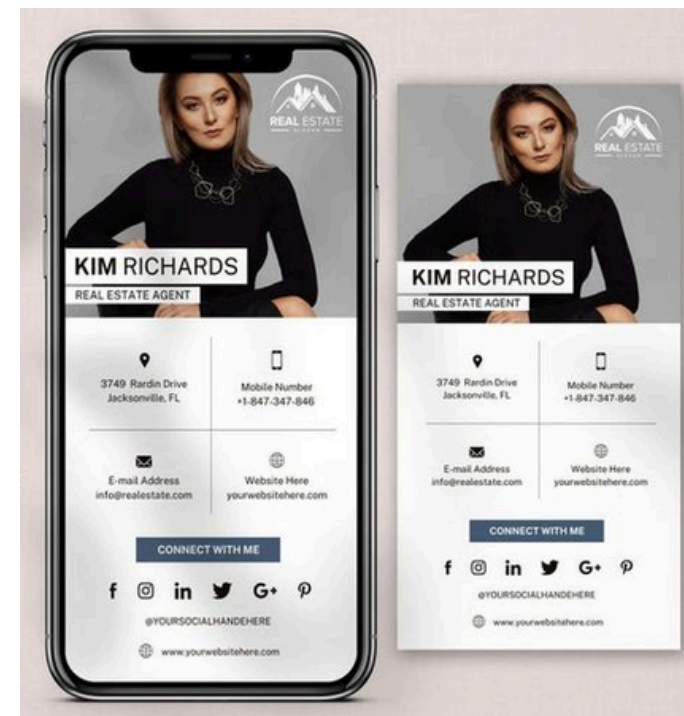 REAL ESTATE
KIM RICHARDS
REAL ESTATE AGENT
3749 Rardin Drive
Jacksonville, FL
Mobile Number
+1-847-347-846
E-mail Address
info@realestate.com
Website Here
yourwebsitehere.com
CONNECT WITH ME
f in G+
@YOURSOCIALHANDEHERE
www.yourwebsitehere.com
REAL ESTATE
KIM RICHARDS
REAL ESTATE AGENT
3749 Rardin Drive
Jacksonville, FL
Mobile Number
+1-847-347-846
E-mail Address
info@realestate.com
Website Here
yourwebsitehere.com
CONNECT WITH ME
f in G+
@YOURSOCIALHANDEHERE
www.yourwebsitehere.com